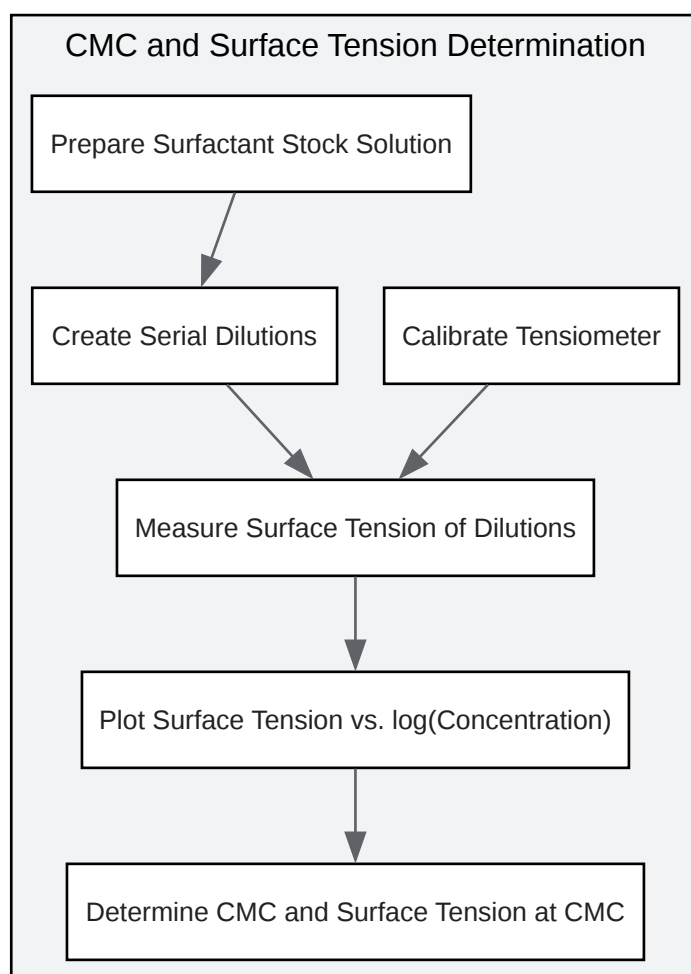 CMC and Surface Tension Determination
Prepare Surfactant Stock Solution
Create Serial Dilutions
Calibrate Tensiometer
Measure Surface Tension of Dilutions
Plot Surface Tension vs. log(Concentration)
Determine CMC and Surface Tension at CMC